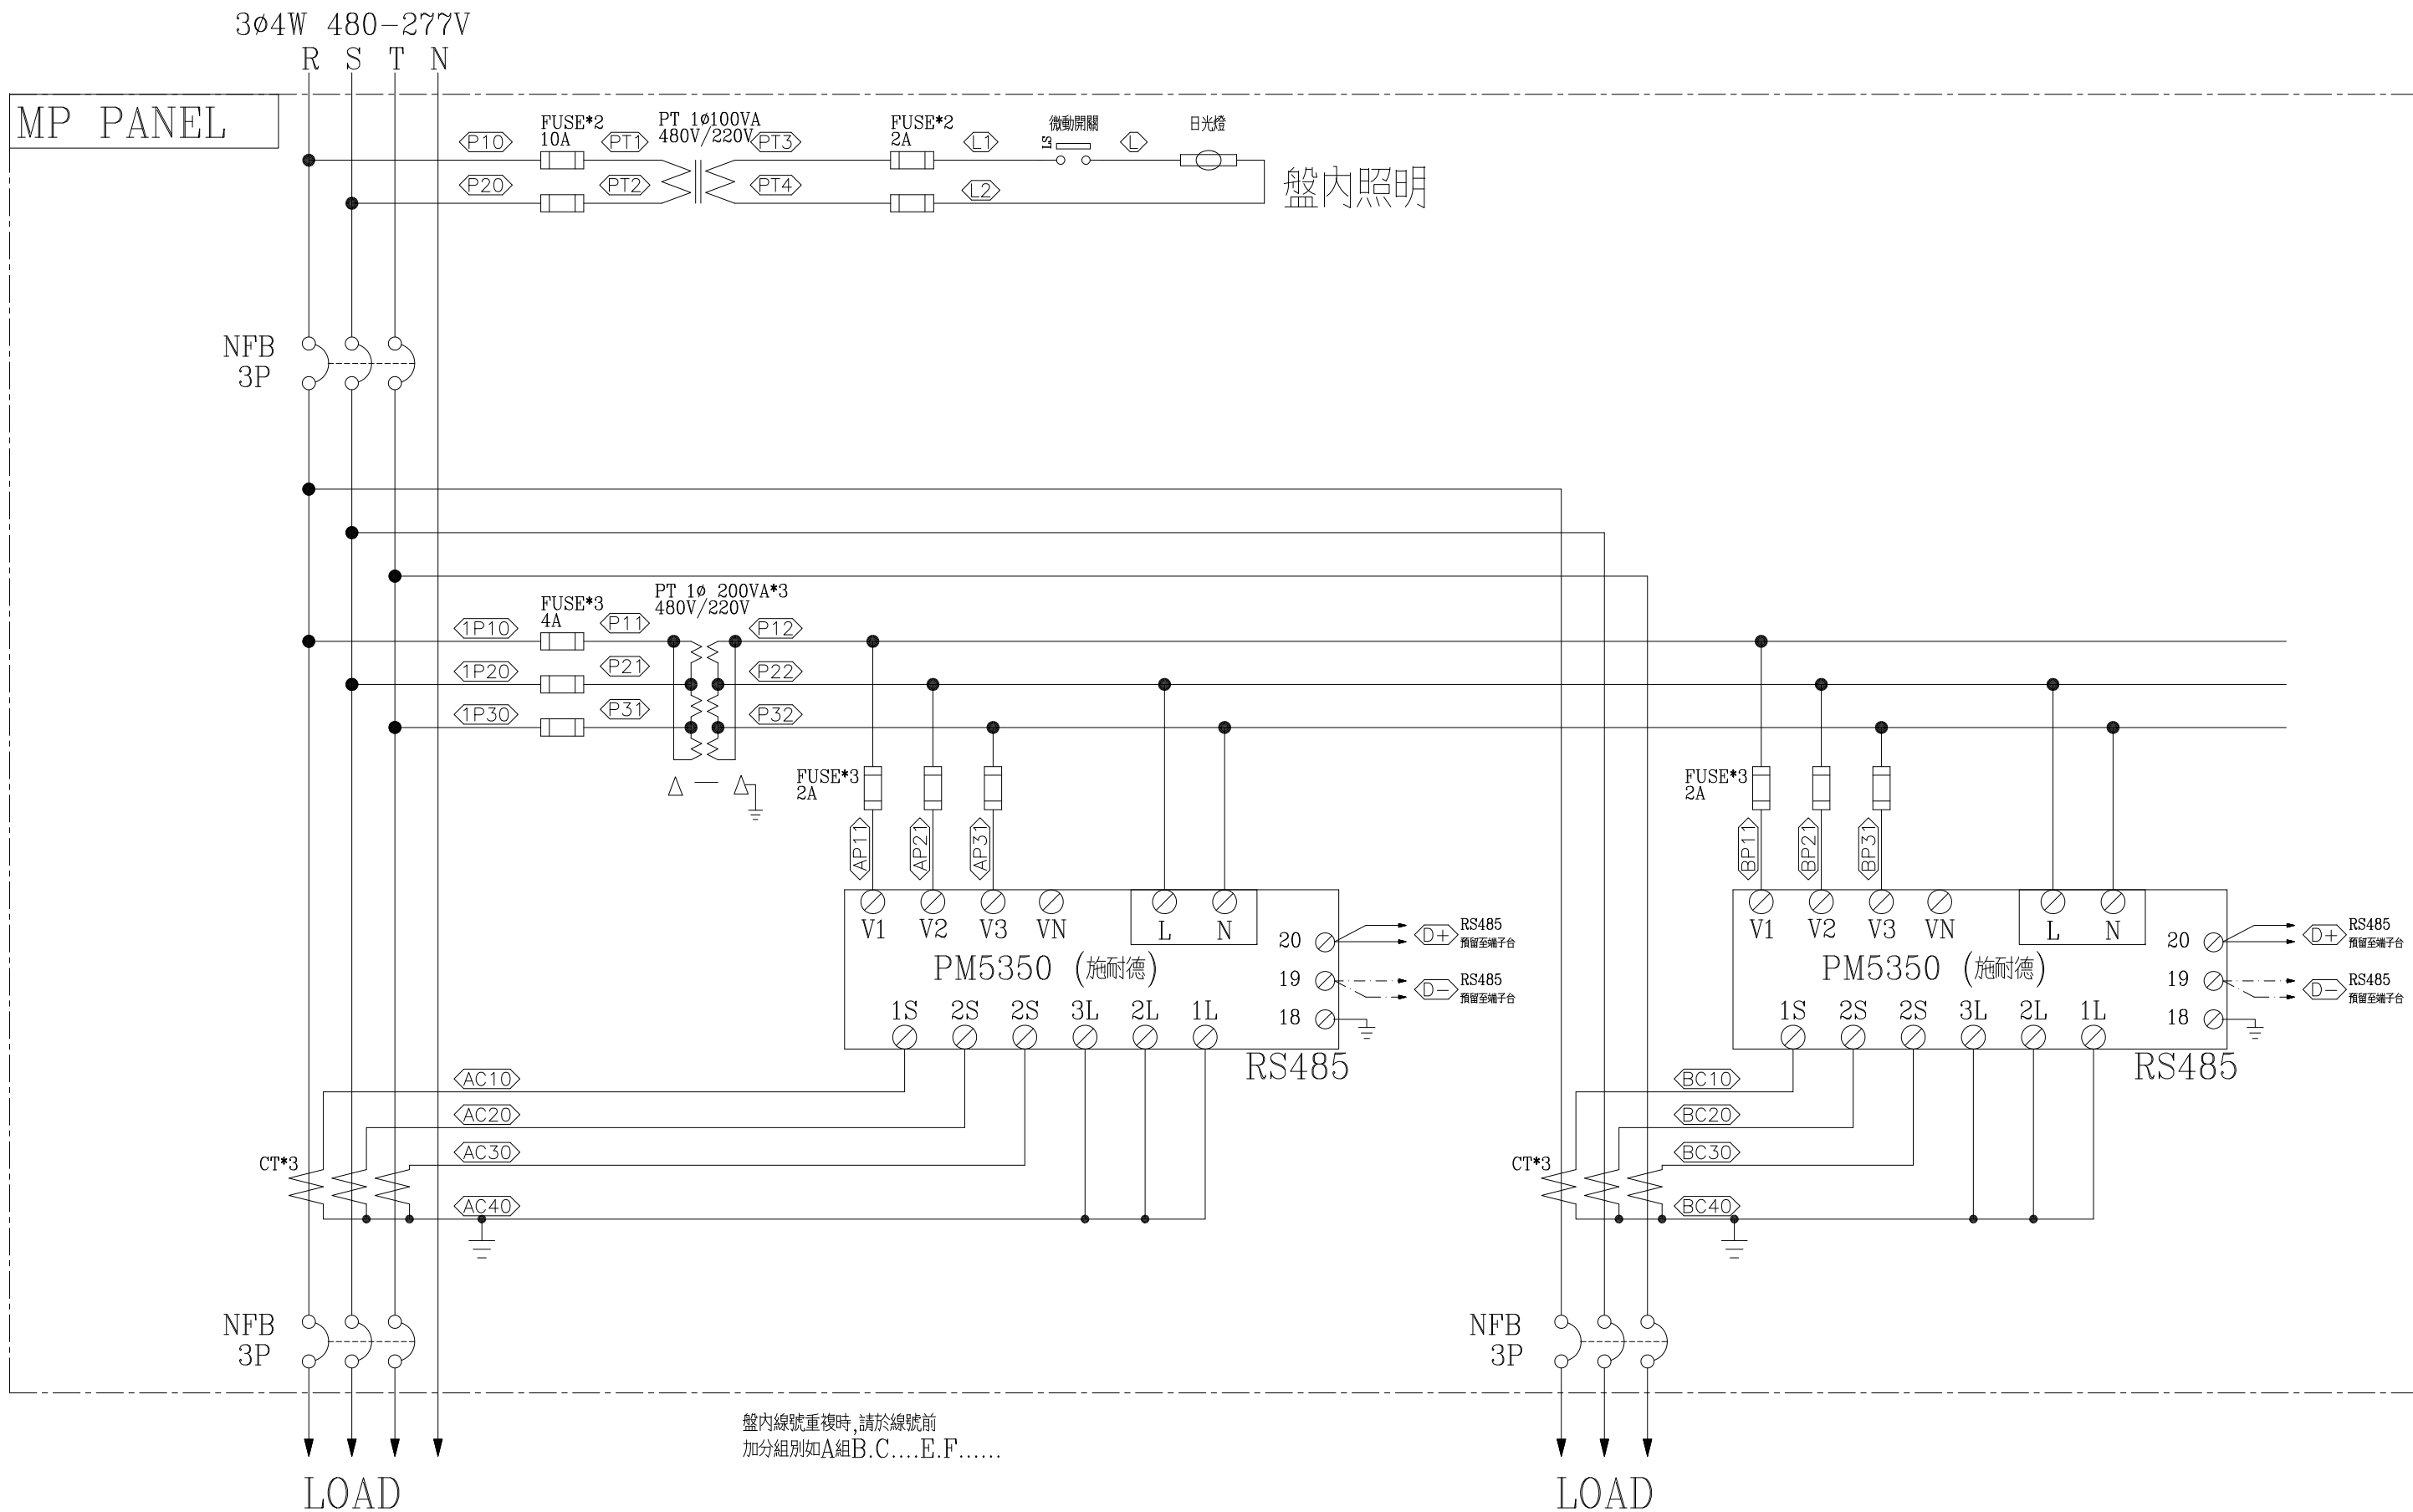 3ø4W 480-277V
R S T N
MP PANEL
FUSE*2
10A
PT 1ø100VA
480V/220V
FUSE*2
2A
微動開關
LS
日光燈
P10 PT1 PT3 L1 L
P20 PT2 PT4 L2
盤內照明
NFB
3P
FUSE*3
4A
PT 1ø 200VA*3
480V/220V
1P10 P11 P12
1P20 P21 P22
1P30 P31 P32
Δ — Δ
FUSE*3
2A
AP11 AP21 AP31
V1 V2 V3 VN L N
PM5350 (施耐德)
20
19
18
D+
RS485
預留至端子台
D-
RS485
預留至端子台
1S 2S 2S 3L 2L 1L
RS485
FUSE*3
2A
BP11 BP21 BP31
V1 V2 V3 VN L N
PM5350 (施耐德)
20
19
18
D+
RS485
預留至端子台
D-
RS485
預留至端子台
1S 2S 2S 3L 2L 1L
RS485
AC10
AC20
AC30
AC40
CT*3
BC10
BC20
BC30
BC40
CT*3
NFB
3P
NFB
3P
盤內線號重複時,請於線號前
加分組別如A組B.C....E.F......
LOAD
LOAD